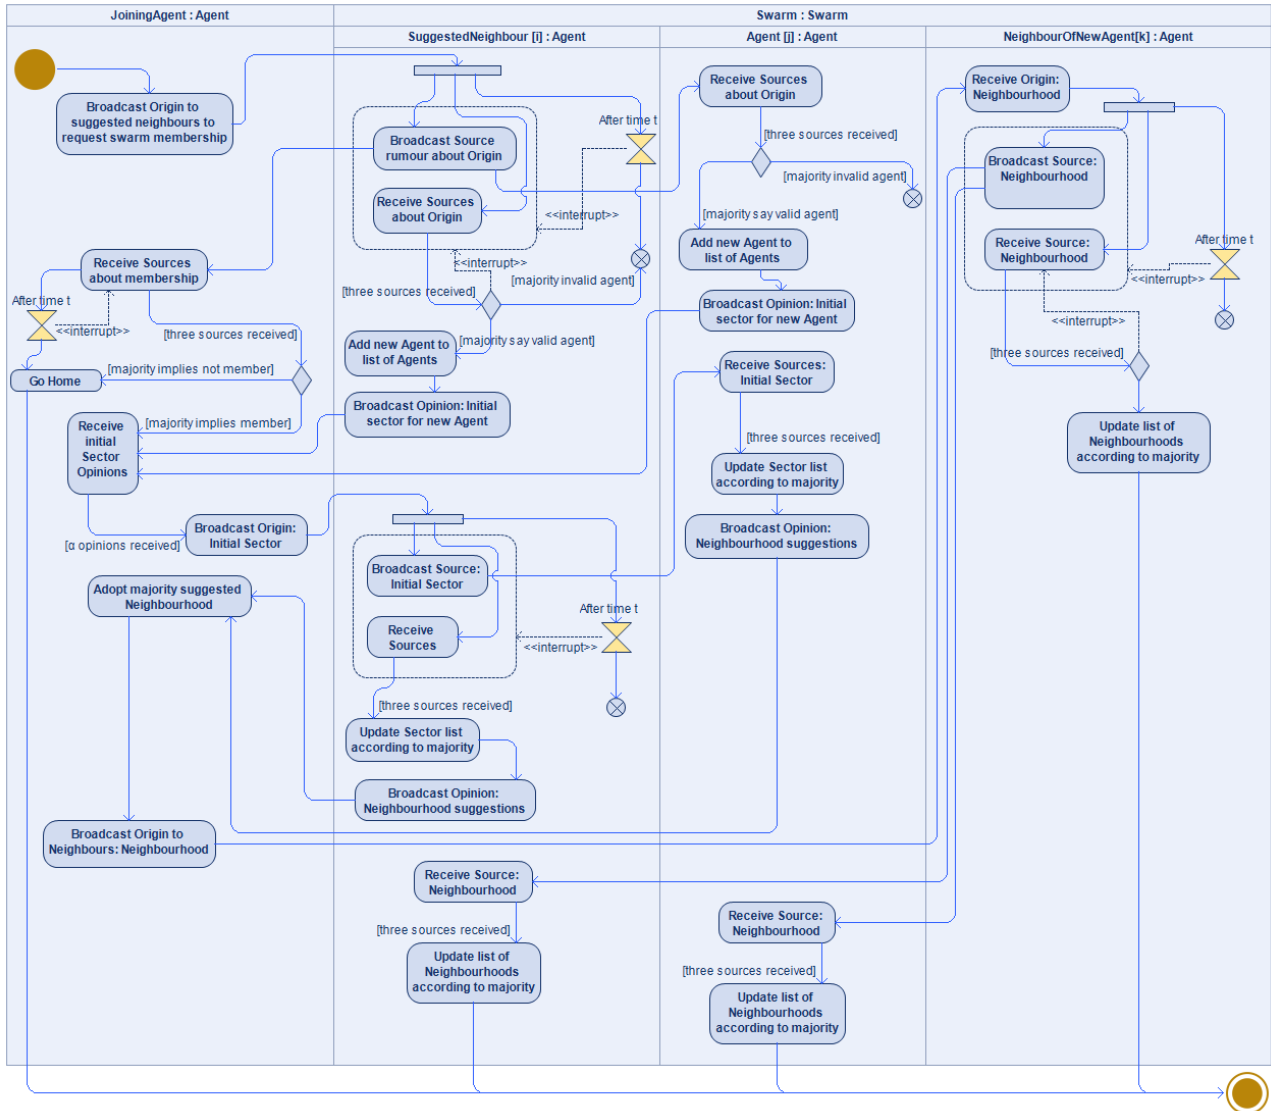 JoiningAgent : Agent
Swarm : Swarm
SuggestedNeighbour [i] : Agent
Agent [j] : Agent
NeighbourOfNewAgent[k] : Agent
Broadcast Origin to
suggested neighbours to
request swarm membership
Receive Sources
about membership
After time t
<<interrupt>>
[three sources received]
Go Home
[majority implies not member]
[majority implies member]
Receive
initial
Sector
Opinions
[α opinions received]
Broadcast Origin:
Initial Sector
Adopt majority suggested
Neighbourhood
Broadcast Origin to
Neighbours: Neighbourhood
Broadcast Source
rumour about Origin
Receive Sources
about Origin
After time t
<<interrupt>>
<<interrupt>>
[majority invalid agent]
[three sources received]
[majority say valid agent]
Add new Agent to
list of Agents
Broadcast Opinion: Initial
sector for new Agent
Broadcast Source:
Initial Sector
Receive
Sources
After time t
<<interrupt>>
[three sources received]
Update Sector list
according to majority
Broadcast Opinion:
Neighbourhood suggestions
Receive Source:
Neighbourhood
[three sources received]
Update list of
Neighbourhoods
according to majority
Receive Sources
about Origin
[three sources received]
[majority invalid agent]
[majority say valid agent]
Add new Agent to
list of Agents
Broadcast Opinion: Initial
sector for new Agent
Receive Sources:
Initial Sector
[three sources received]
Update Sector list
according to majority
Broadcast Opinion:
Neighbourhood suggestions
Receive Source:
Neighbourhood
[three sources received]
Update list of
Neighbourhoods
according to majority
Receive Origin:
Neighbourhood
Broadcast Source:
Neighbourhood
Receive Source:
Neighbourhood
After time t
<<interrupt>>
<<interrupt>>
[three sources received]
Update list of
Neighbourhoods
according to majority